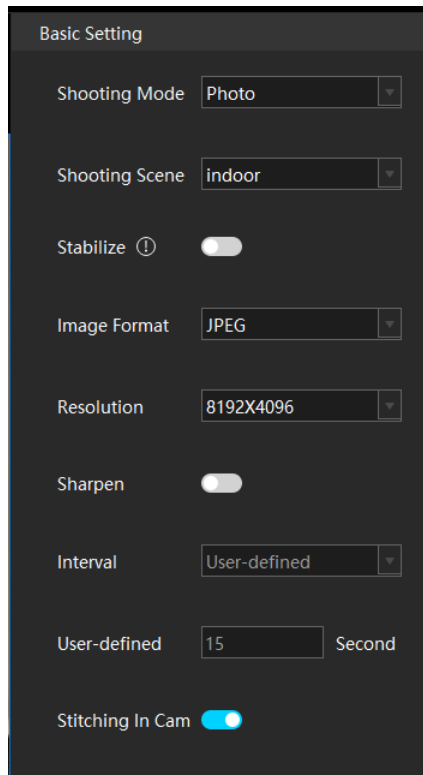 Basic Setting
Shooting Mode Photo
Shooting Scene indoor
Stabilize
Image Format JPEG
Resolution 8192X4096
Sharpen
Interval User-defined
User-defined 15 Second
Stitching In Cam